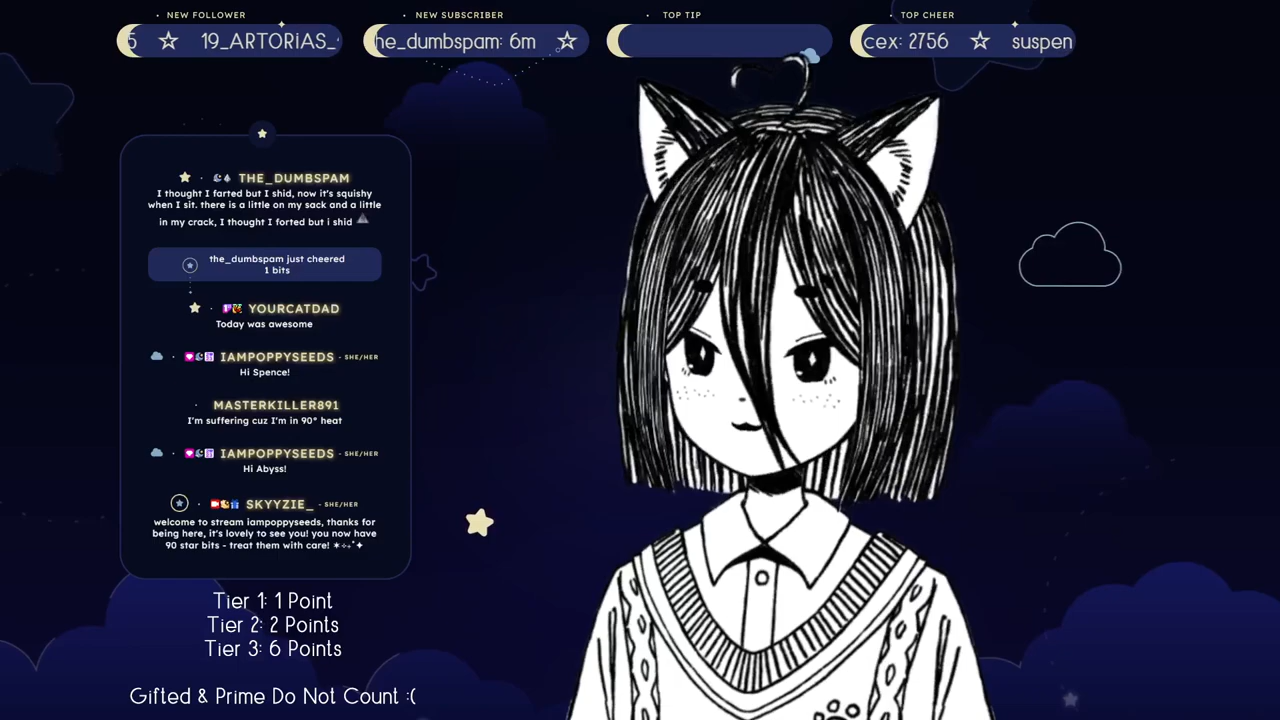 NEW FOLLOWER
5 ☆ 19_ARTORIAS_
NEW SUBSCRIBER
he_dumbspam: 6m ☆
TOP TIP
TOP CHEER
cex: 2756 ☆ suspen
THE_DUMBSPAM
I thought I farted but I shid, now it's squishy
when I sit. there is a little on my sack and a little
in my crack, I thought I forted but i shid
the_dumbspam just cheered
1 bits
YOURCATDAD
Today was awesome
IAMPOPPYSEEDS - SHE/HER
Hi Spence!
MASTERKILLER891
I'm suffering cuz I'm in 90° heat
IAMPOPPYSEEDS - SHE/HER
Hi Abyss!
SKYYZIE_ - SHE/HER
welcome to stream iampoppyseeds, thanks for
being here, it's lovely to see you! you now have
90 star bits - treat them with care! ✶⟡₊˚✦
Tier 1: 1 Point
Tier 2: 2 Points
Tier 3: 6 Points
Gifted & Prime Do Not Count :(